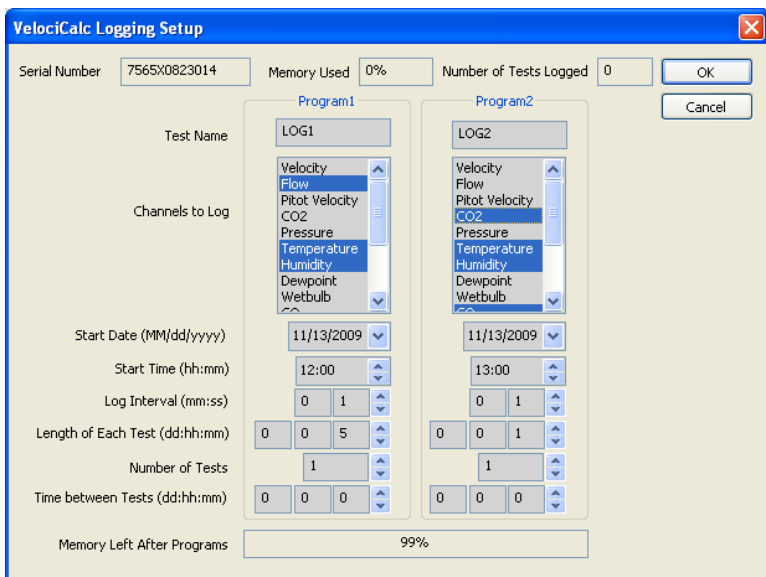 VelociCalc Logging Setup
Serial Number 7565X0823014 Memory Used 0% Number of Tests Logged 0 OK
Cancel
Program1 Program2
Test Name LOG1 LOG2
Channels to Log
Velocity
Flow
Pitot Velocity
CO2
Pressure
Temperature
Humidity
Dewpoint
Wetbulb
CO
Velocity
Flow
Pitot Velocity
CO2
Pressure
Temperature
Humidity
Dewpoint
Wetbulb
CO
Start Date (MM/dd/yyyy) 11/13/2009 11/13/2009
Start Time (hh:mm) 12:00 13:00
Log Interval (mm:ss) 0 1 0 1
Length of Each Test (dd:hh:mm) 0 0 5 0 0 1
Number of Tests 1 1
Time between Tests (dd:hh:mm) 0 0 0 0 0 0
Memory Left After Programs 99%